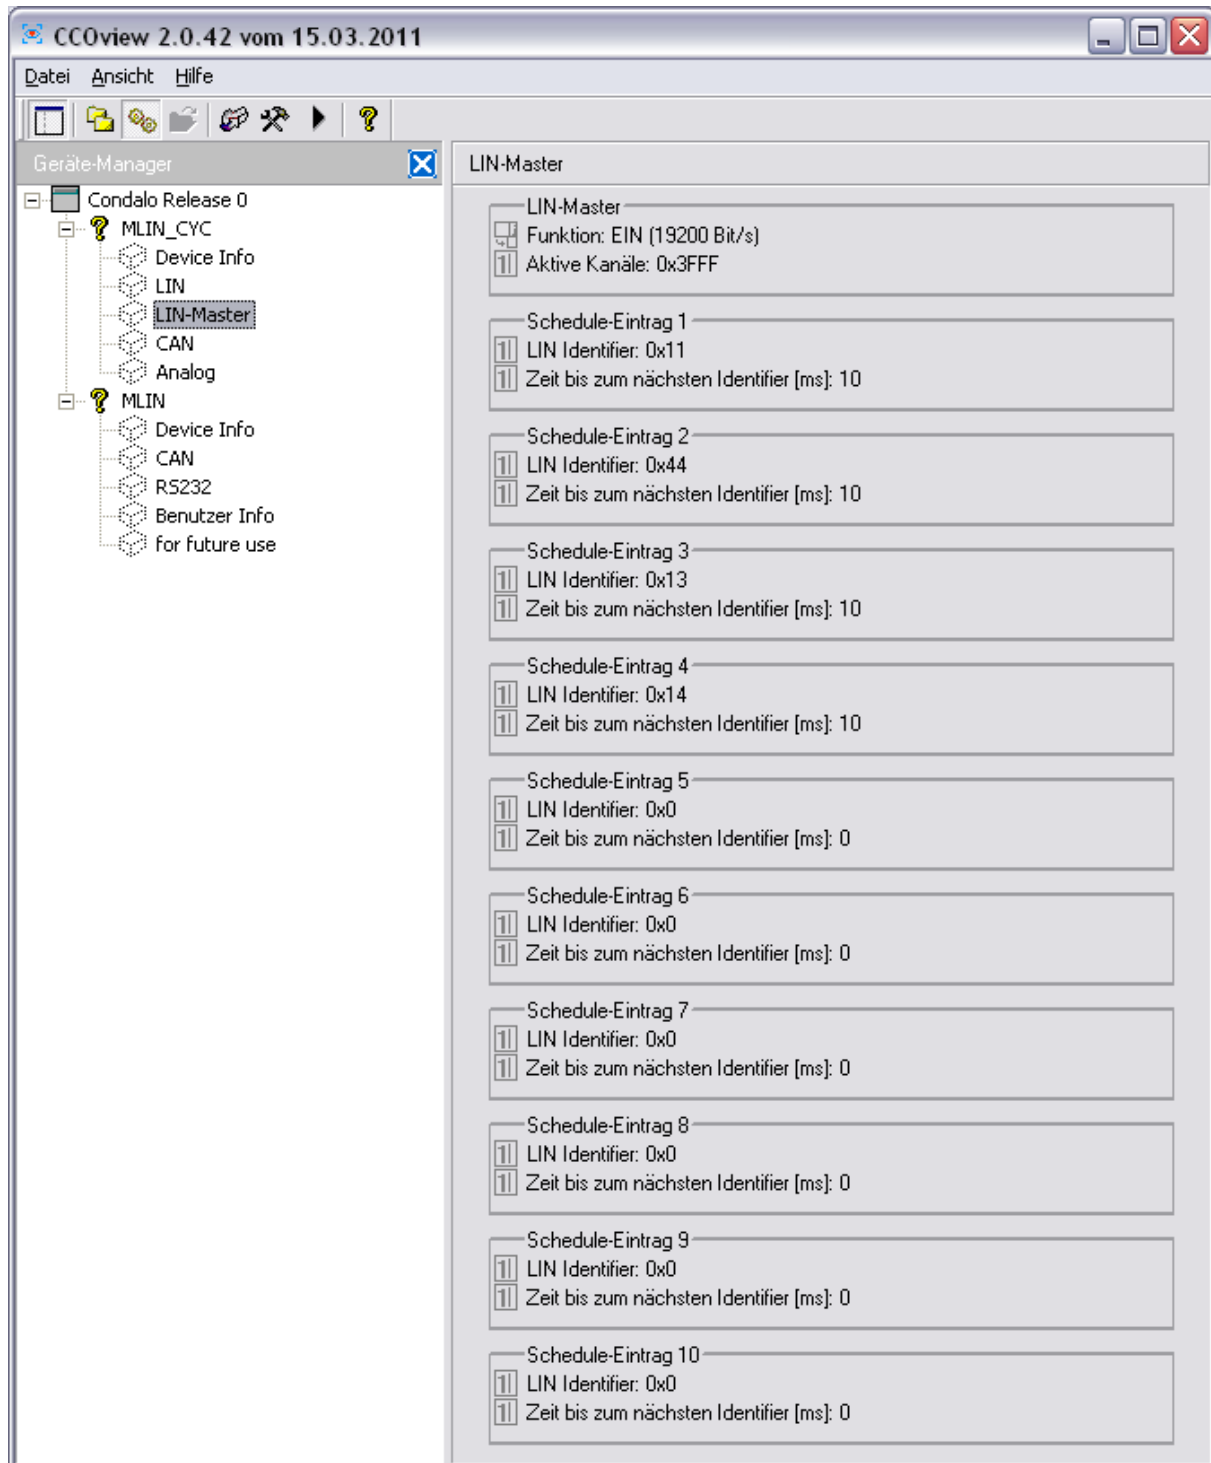 CCOview 2.0.42 vom 15.03.2011
Datei Ansicht Hilfe
Geräte-Manager
Condalo Release 0
MLIN_CYC
Device Info
LIN
LIN-Master
CAN
Analog
MLIN
Device Info
CAN
RS232
Benutzer Info
for future use
LIN-Master
LIN-Master
Funktion: EIN (19200 Bit/s)
Aktive Kanäle: 0x3FFF
Schedule-Eintrag 1
LIN Identifier: 0x11
Zeit bis zum nächsten Identifier [ms]: 10
Schedule-Eintrag 2
LIN Identifier: 0x44
Zeit bis zum nächsten Identifier [ms]: 10
Schedule-Eintrag 3
LIN Identifier: 0x13
Zeit bis zum nächsten Identifier [ms]: 10
Schedule-Eintrag 4
LIN Identifier: 0x14
Zeit bis zum nächsten Identifier [ms]: 10
Schedule-Eintrag 5
LIN Identifier: 0x0
Zeit bis zum nächsten Identifier [ms]: 0
Schedule-Eintrag 6
LIN Identifier: 0x0
Zeit bis zum nächsten Identifier [ms]: 0
Schedule-Eintrag 7
LIN Identifier: 0x0
Zeit bis zum nächsten Identifier [ms]: 0
Schedule-Eintrag 8
LIN Identifier: 0x0
Zeit bis zum nächsten Identifier [ms]: 0
Schedule-Eintrag 9
LIN Identifier: 0x0
Zeit bis zum nächsten Identifier [ms]: 0
Schedule-Eintrag 10
LIN Identifier: 0x0
Zeit bis zum nächsten Identifier [ms]: 0